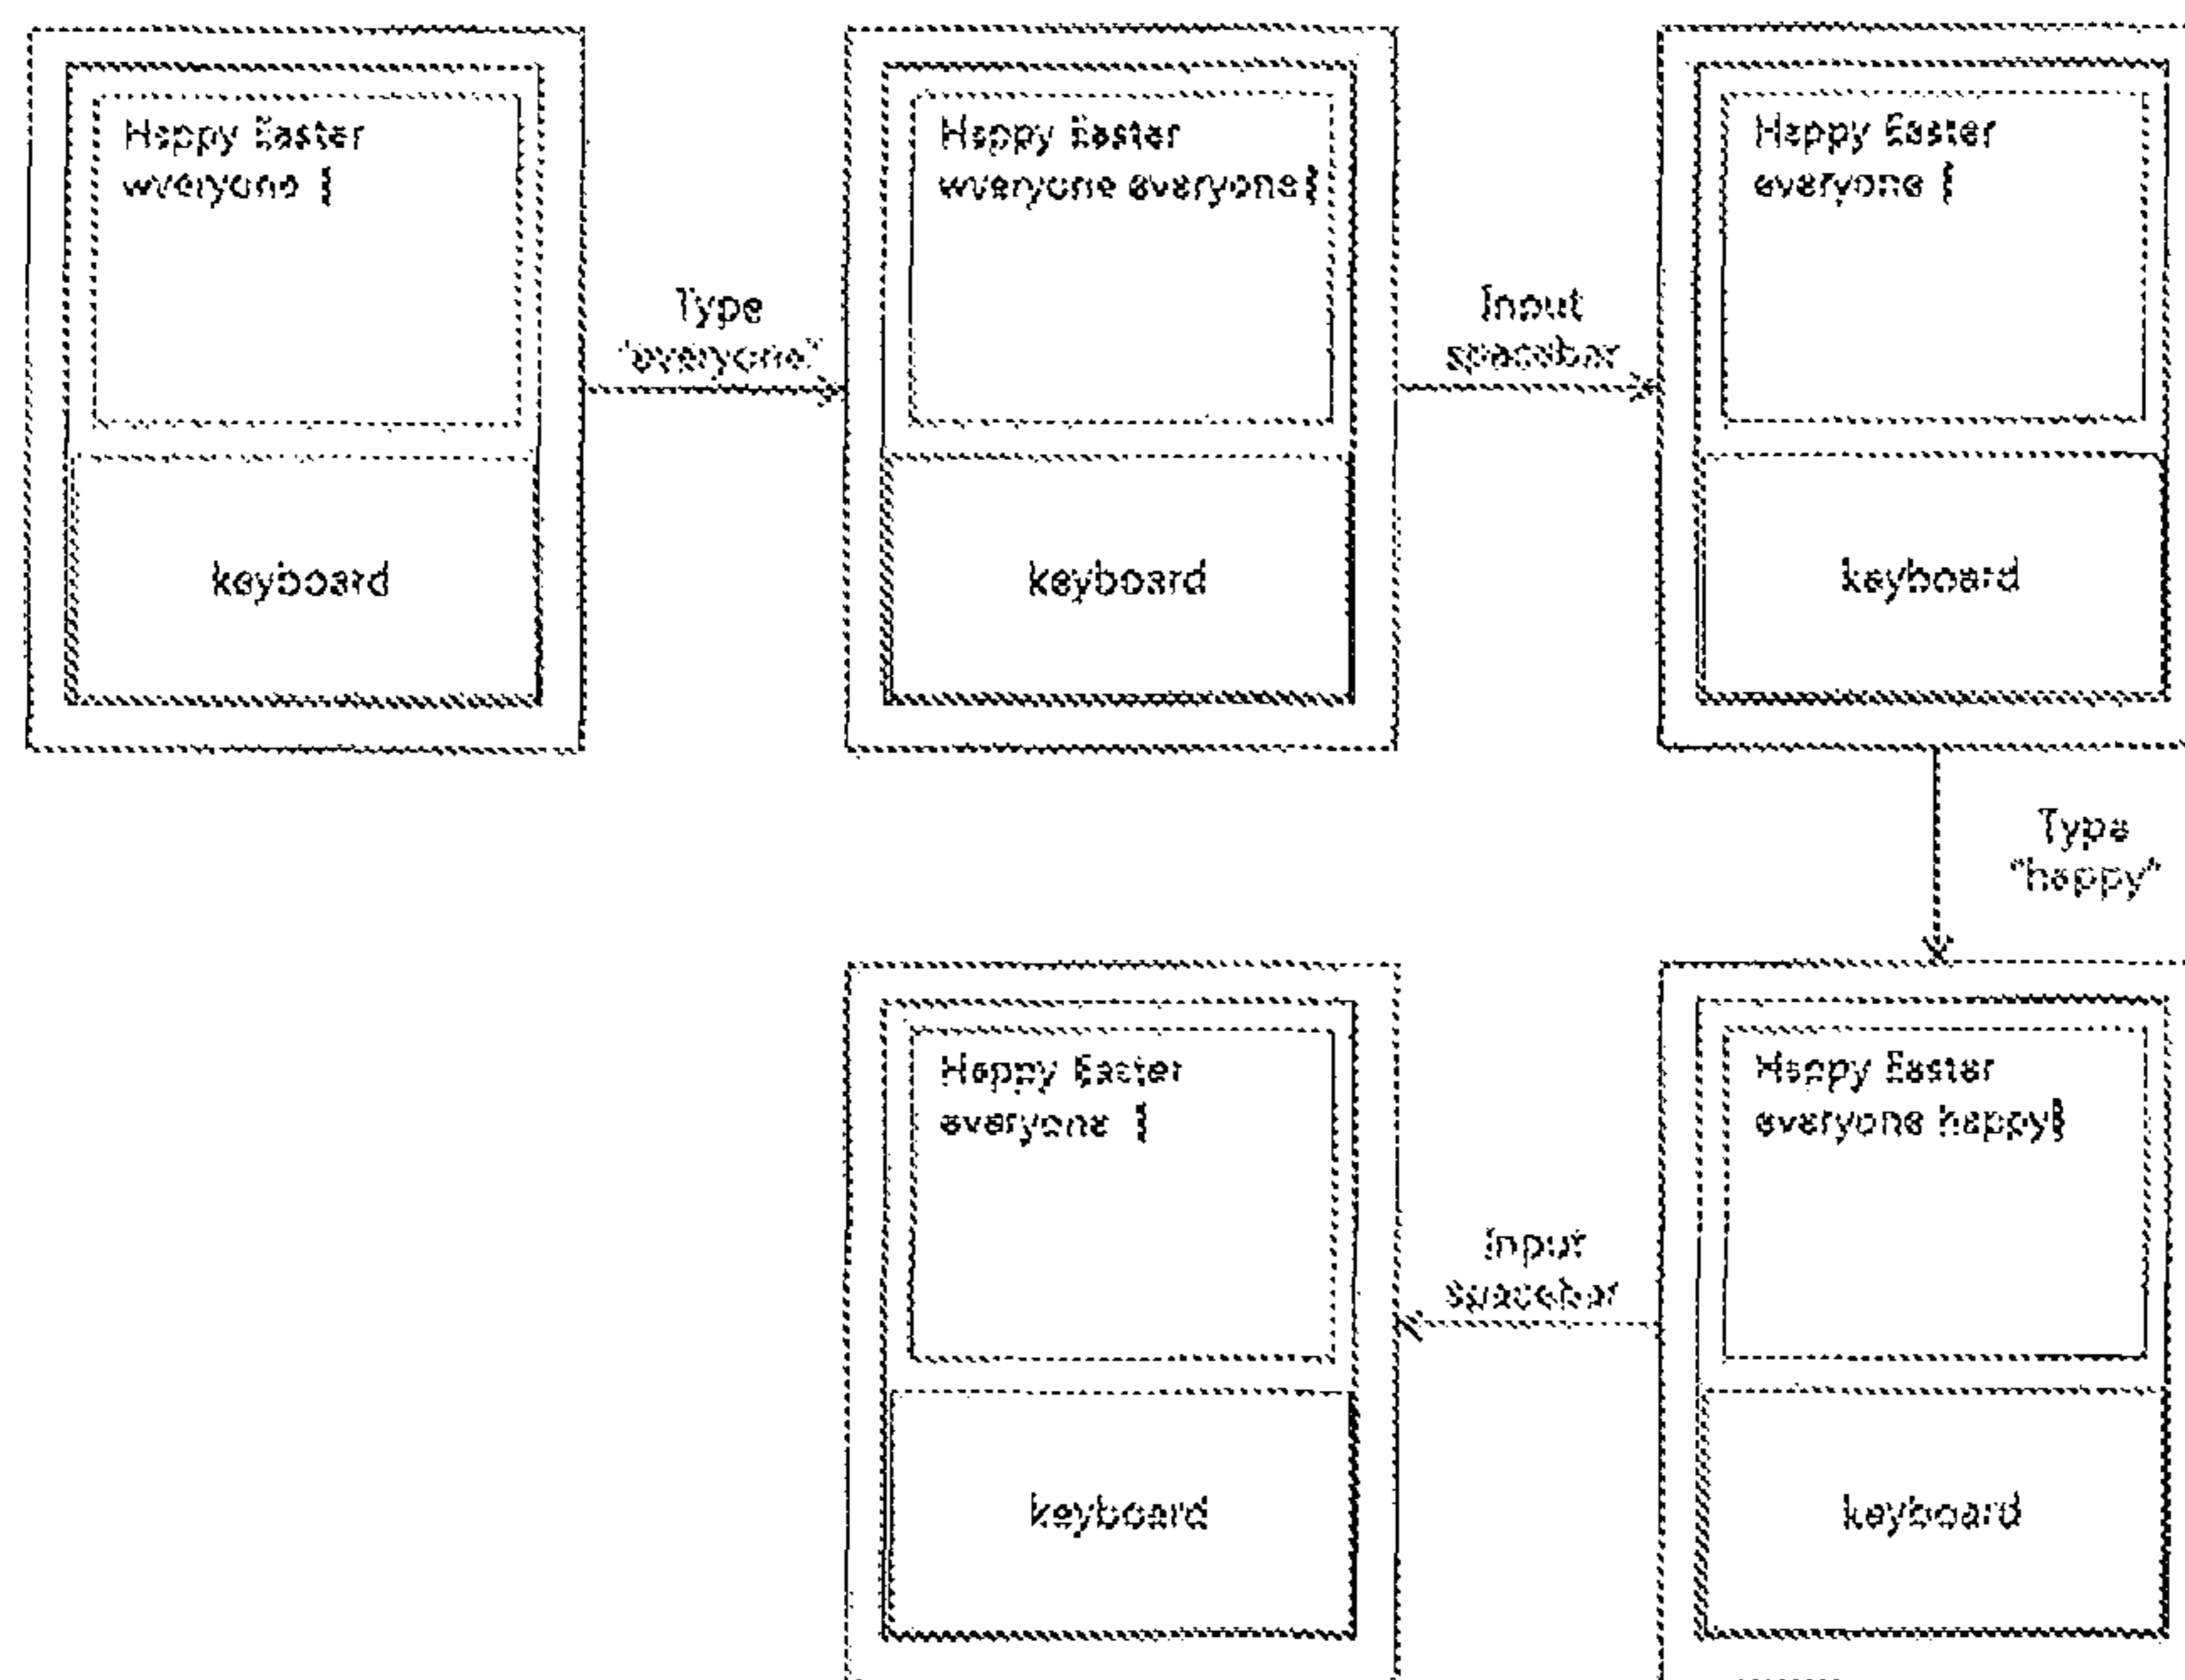 Happy Easter
wveryone
Type
"everyone"
Happy Easter
wveryone everyone
Input
spacebar
Happy Easter
everyone
keyboard
keyboard
keyboard
Type
"happy"
Happy Easter
everyone
Input
spacebar
Happy Easter
everyone happy
keyboard
keyboard